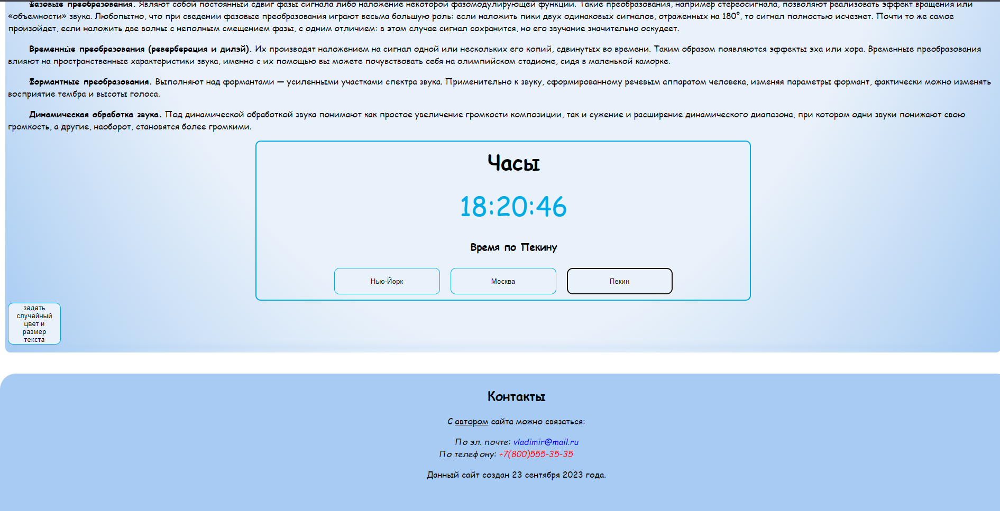 Фазовые преобразования. Являют собой постоянный сдвиг фазы сигнала либо наложение некоторой фазомодулирующей функции. Такие преобразования, например стереосигнала, позволяют реализовать эффект вращения или
«объемности» звука. Любопытно, что при сведении фазовые преобразования играют весьма большую роль: если наложить пики двух одинаковых сигналов, отраженных на 180°, то сигнал полностью исчезнет. Почти то же самое
произойдет, если наложить две волны с неполным смещением фазы, с одним отличием: в этом случае сигнал сохранится, но его звучание значительно оскудеет.
Временны́е преобразования (реверберация и дилэй). Их производят наложением на сигнал одной или нескольких его копий, сдвинутых во времени. Таким образом появляются эффекты эха или хора. Временные преобразования
влияют на пространственные характеристики звука, именно с их помощью вы можете почувствовать себя на олимпийском стадионе, сидя в маленькой каморке.
Формантные преобразования. Выполняют над формантами — усиленными участками спектра звука. Применительно к звуку, сформированному речевым аппаратом человека, изменяя параметры формант, фактически можно изменять
восприятие тембра и высоты голоса.
Динамическая обработка звука. Под динамической обработкой звука понимают как простое увеличение громкости композиции, так и сужение и расширение динамического диапазона, при котором одни звуки понижают свою
громкость, а другие, наоборот, становятся более громкими.
Часы
18:20:46
Время по Пекину
Нью-Йорк
Москва
Пекин
задать
случайный
цвет и
размер
текста
Контакты
С автором сайта можно связаться:
По эл. почте: vladimir@mail.ru
По телефону: +7(800)555-35-35
Данный сайт создан 23 сентября 2023 года.